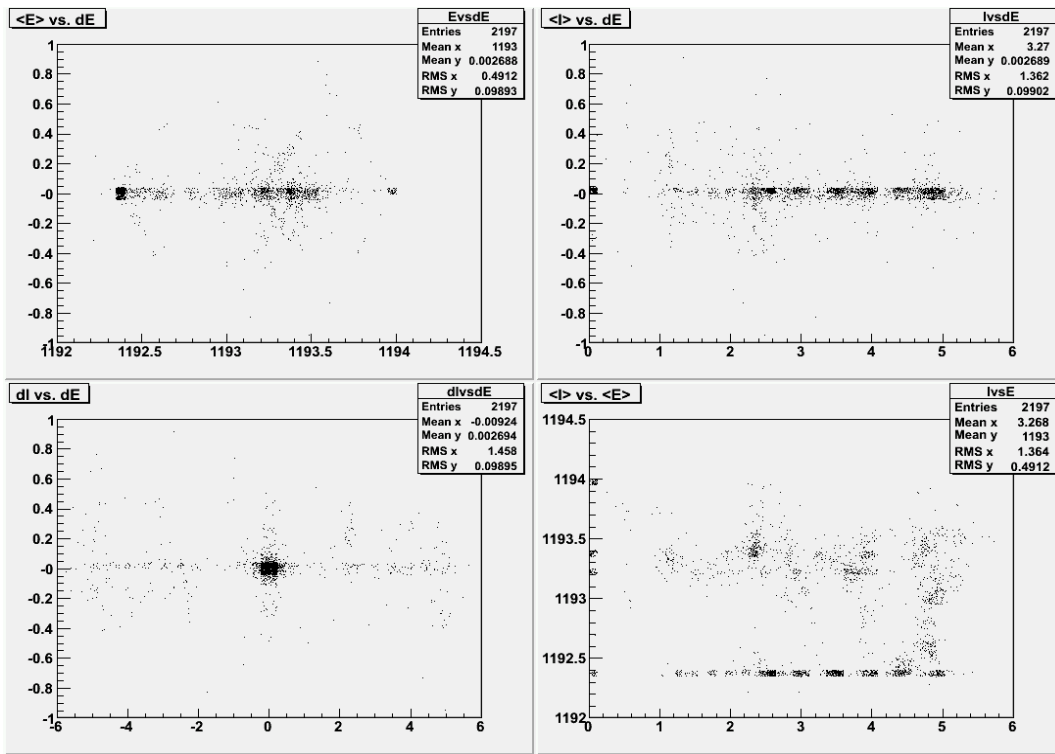 <E> vs. dE
EvsdE
Entries 2197
Mean x 1193
Mean y 0.002688
RMS x 0.4912
RMS y 0.09893
1
0.8
0.6
0.4
0.2
-0
-0.2
-0.4
-0.6
-0.8
-1
1192 1192.5 1193 1193.5 1194 1194.5
<I> vs. dE
IvsdE
Entries 2197
Mean x 3.27
Mean y 0.002689
RMS x 1.362
RMS y 0.09902
1
0.8
0.6
0.4
0.2
-0
-0.2
-0.4
-0.6
-0.8
-1
0 1 2 3 4 5 6
dI vs. dE
dIvsdE
Entries 2197
Mean x -0.00924
Mean y 0.002694
RMS x 1.458
RMS y 0.09895
1
0.8
0.6
0.4
0.2
-0
-0.2
-0.4
-0.6
-0.8
-1
-6 -4 -2 0 2 4 6
<I> vs. <E>
IvsE
Entries 2197
Mean x 3.268
Mean y 1193
RMS x 1.364
RMS y 0.4912
1194.5
1194
1193.5
1193
1192.5
1192
0 1 2 3 4 5 6